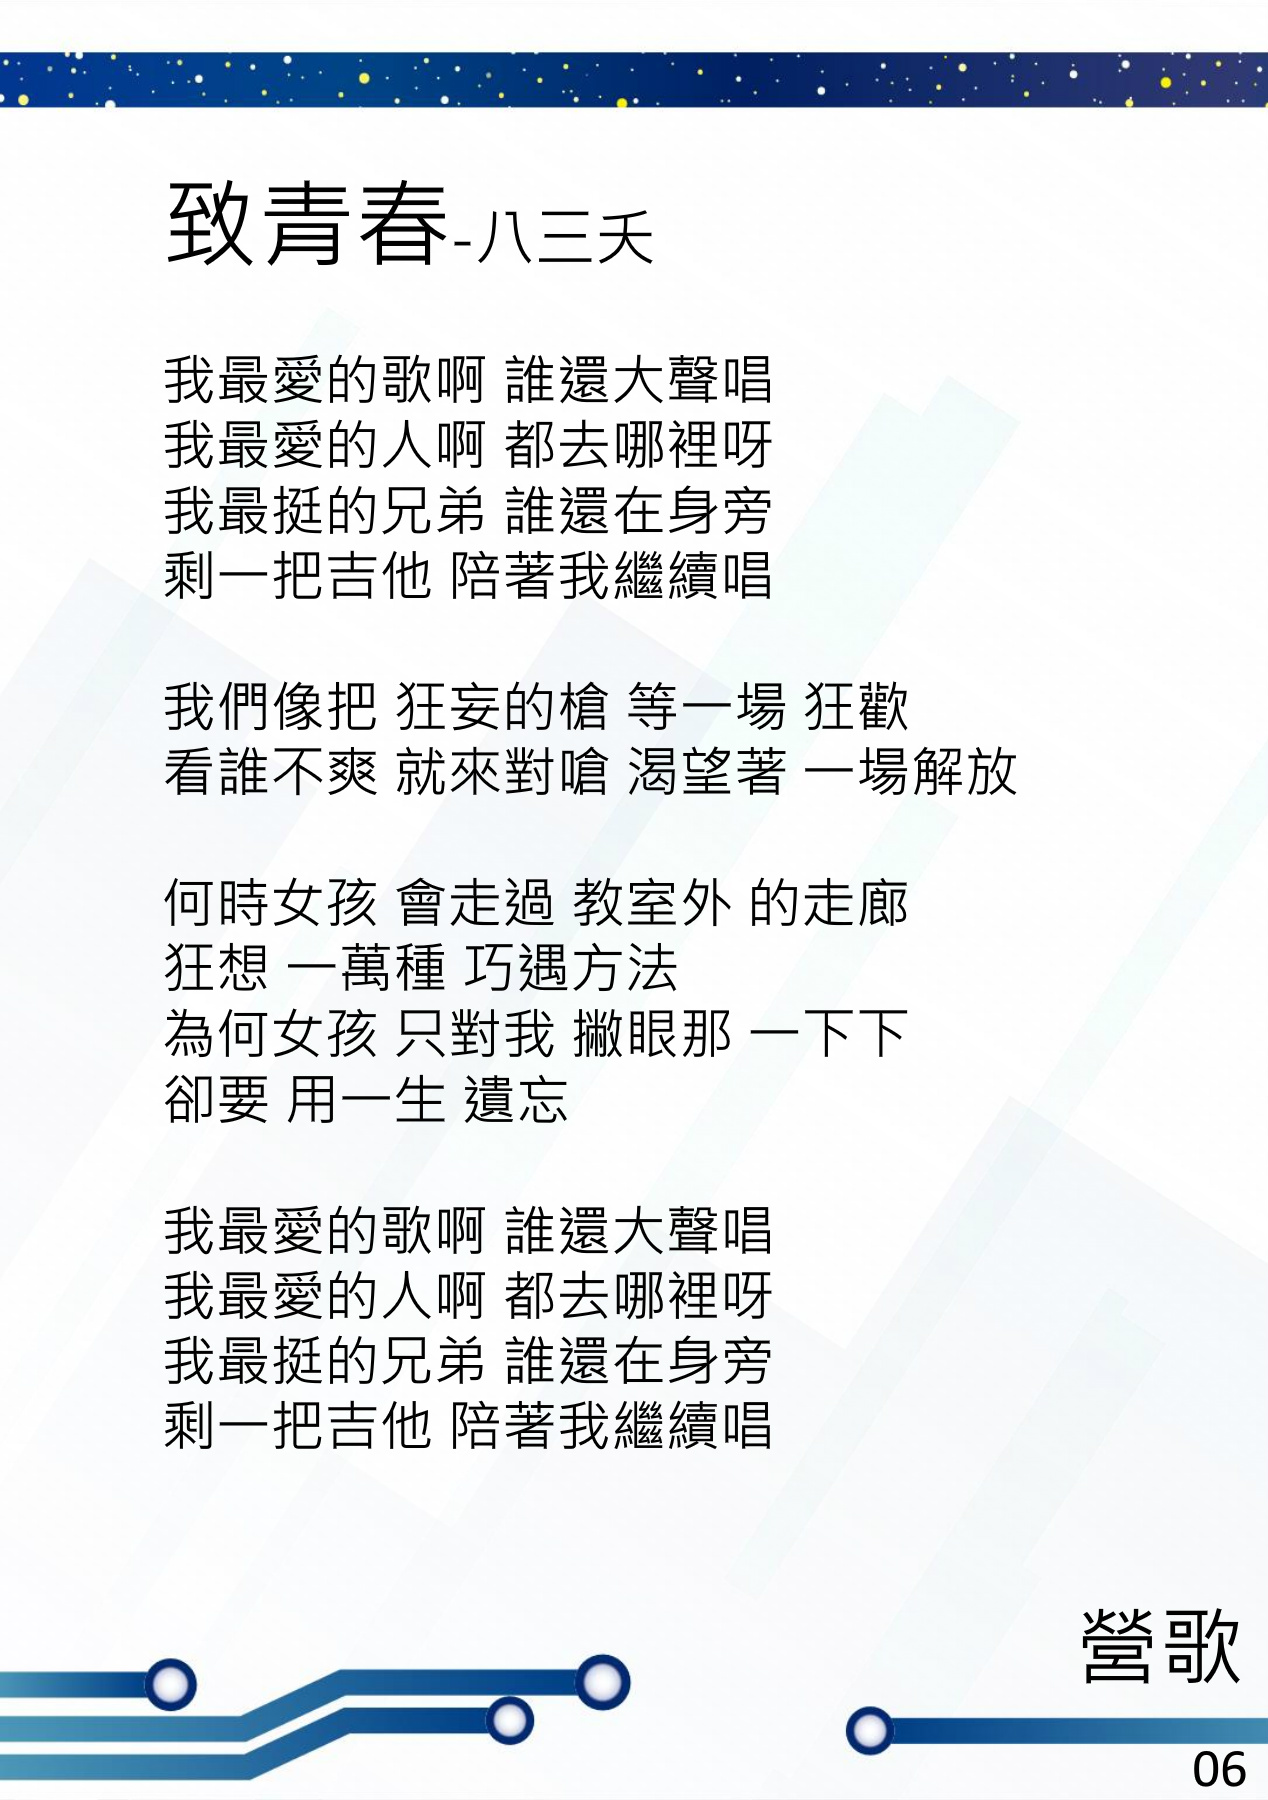 致青春-八三夭
我最愛的歌啊 誰還大聲唱
我最愛的人啊 都去哪裡呀
我最挺的兄弟 誰還在身旁
剩一把吉他 陪著我繼續唱
我們像把 狂妄的槍 等一場 狂歡
看誰不爽 就來對嗆 渴望著 一場解放
何時女孩 會走過 教室外 的走廊
狂想 一萬種 巧遇方法
為何女孩 只對我 撇眼那 一下下
卻要 用一生 遺忘
我最愛的歌啊 誰還大聲唱
我最愛的人啊 都去哪裡呀
我最挺的兄弟 誰還在身旁
剩一把吉他 陪著我繼續唱
營歌
06